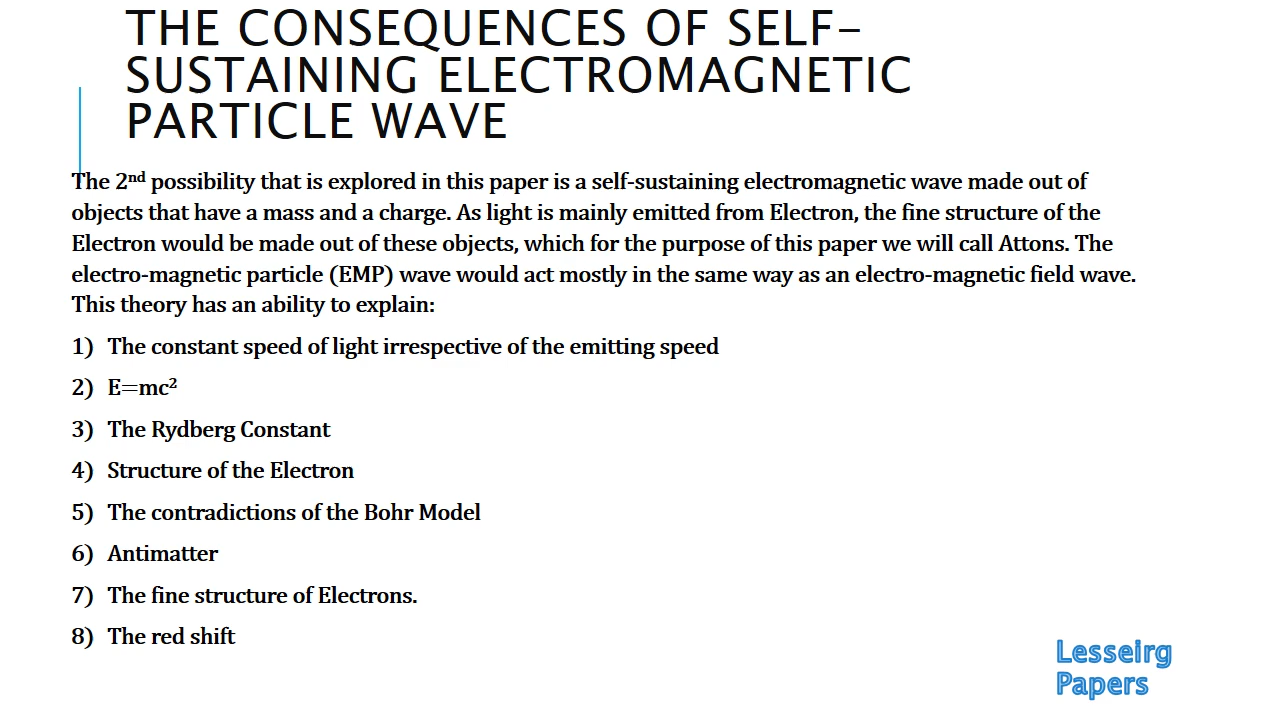 THE CONSEQUENCES OF SELF-
SUSTAINING ELECTROMAGNETIC
PARTICLE WAVE
The 2nd possibility that is explored in this paper is a self-sustaining electromagnetic wave made out of
objects that have a mass and a charge. As light is mainly emitted from Electron, the fine structure of the
Electron would be made out of these objects, which for the purpose of this paper we will call Attons. The
electro-magnetic particle (EMP) wave would act mostly in the same way as an electro-magnetic field wave.
This theory has an ability to explain:
1) The constant speed of light irrespective of the emitting speed
2) E=mc²
3) The Rydberg Constant
4) Structure of the Electron
5) The contradictions of the Bohr Model
6) Antimatter
7) The fine structure of Electrons.
8) The red shift
Lesseirg
Papers